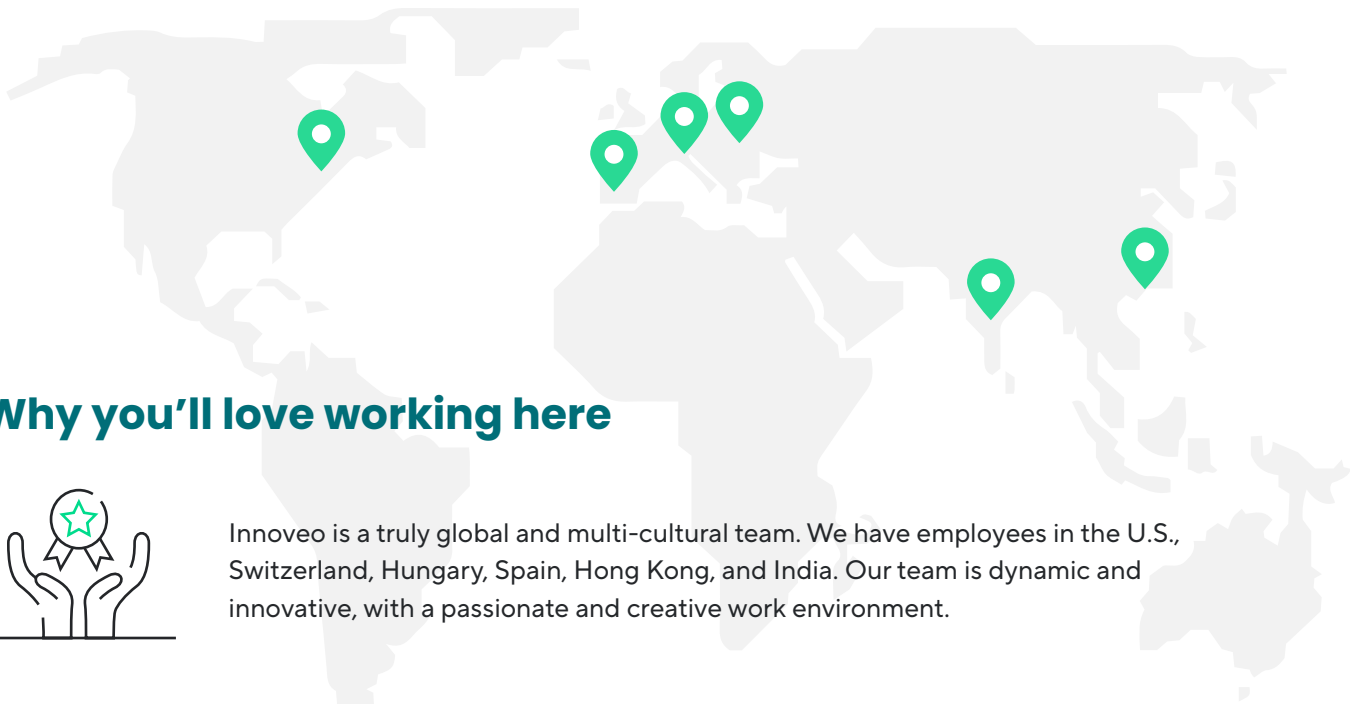 Why you’ll love working here
Innoveo is a truly global and multi-cultural team. We have employees in the U.S.,
Switzerland, Hungary, Spain, Hong Kong, and India. Our team is dynamic and
innovative, with a passionate and creative work environment.